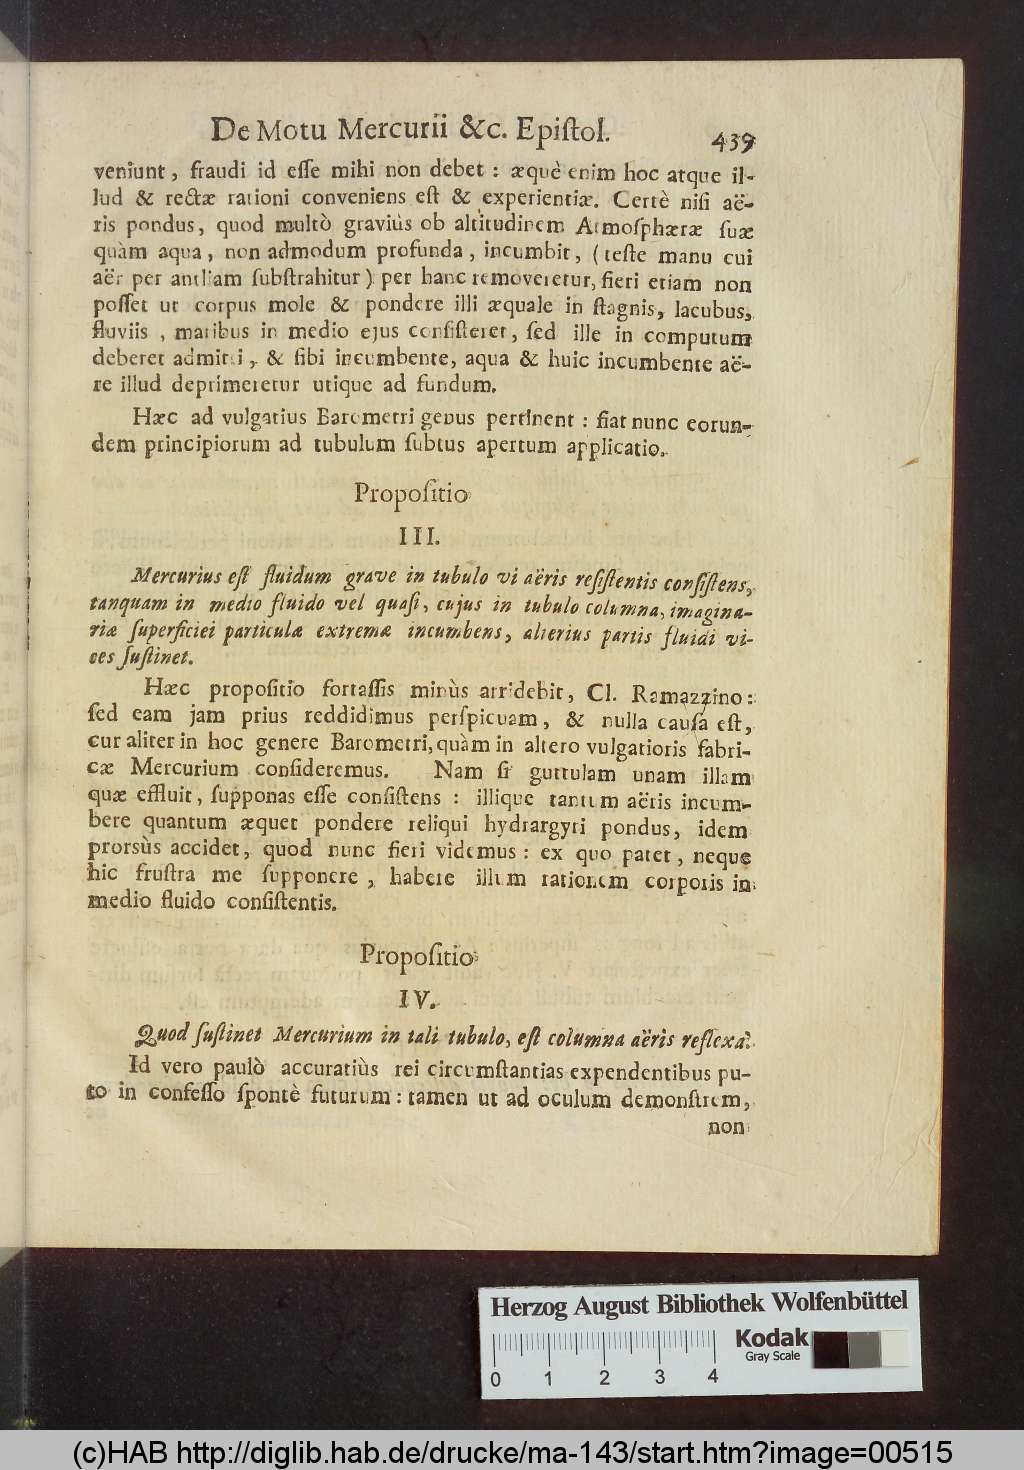 De Motu Mercurii &c. Epiſtol. 439
veniunt, fraudi id eſſe mihi non debet : æquè enim hoc atque il-
lud & rectæ rationi conveniens eſt & experientiæ. Certè niſi aë-
ris pondus, quod multò graviùs ob altitudinem Atmoſphæræ ſuæ
quàm aqua, non admodum profunda, incumbit, (teſte manu cui
aër per antliam ſubſtrahitur) per hanc removeretur, fieri etiam non
poſſet ut corpus mole & pondere illi æquale in ſtagnis, lacubus,
fluviis, maribus in medio ejus conſiſteret, ſed ille in computum
deberet admitti, & ſibi incumbente, aqua & huic incumbente aë-
re illud deprimeretur utique ad fundum.
Hæc ad vulgatius Barometri genus pertinent : fiat nunc eorun-
dem principiorum ad tubulum ſubtus apertum applicatio.
Propoſitio
III.
Mercurius eſt fluidum grave in tubulo vi aëris reſiſtentis conſiſtens,
tanquam in medio fluido vel quaſi, cujus in tubulo columna, imagina-
riæ ſuperficiei particulæ extremæ incumbens, alterius partis fluidi vi-
ces ſuſtinet.
Hæc propoſitio fortaſſis minùs arridebit, Cl. Ramazzino:
ſed eam jam prius reddidimus perſpicuam, & nulla cauſa eſt,
cur aliter in hoc genere Barometri, quàm in altero vulgatioris fabri-
cæ Mercurium conſideremus. Nam ſi guttulam unam illam
quæ effluit, ſupponas eſſe conſiſtens : illique tantum aëris incum-
bere quantum æquet pondere reliqui hydrargyri pondus, idem
prorsùs accidet, quod nunc fieri videmus : ex quo patet, neque
hic fruſtra me ſupponere, habere illum rationem corporis in
medio fluido conſiſtentis.
Propoſitio
IV.
Quod ſuſtinet Mercurium in tali tubulo, eſt columna aëris reflexa.
Id vero paulò accuratiùs rei circumſtantias expendentibus pu-
to in confeſſo ſpontè futurum : tamen ut ad oculum demonſtrem,
non
Herzog August Bibliothek Wolfenbüttel
Kodak
Gray Scale
0 1 2 3 4
(c)HAB http://diglib.hab.de/drucke/ma-143/start.htm?image=00515